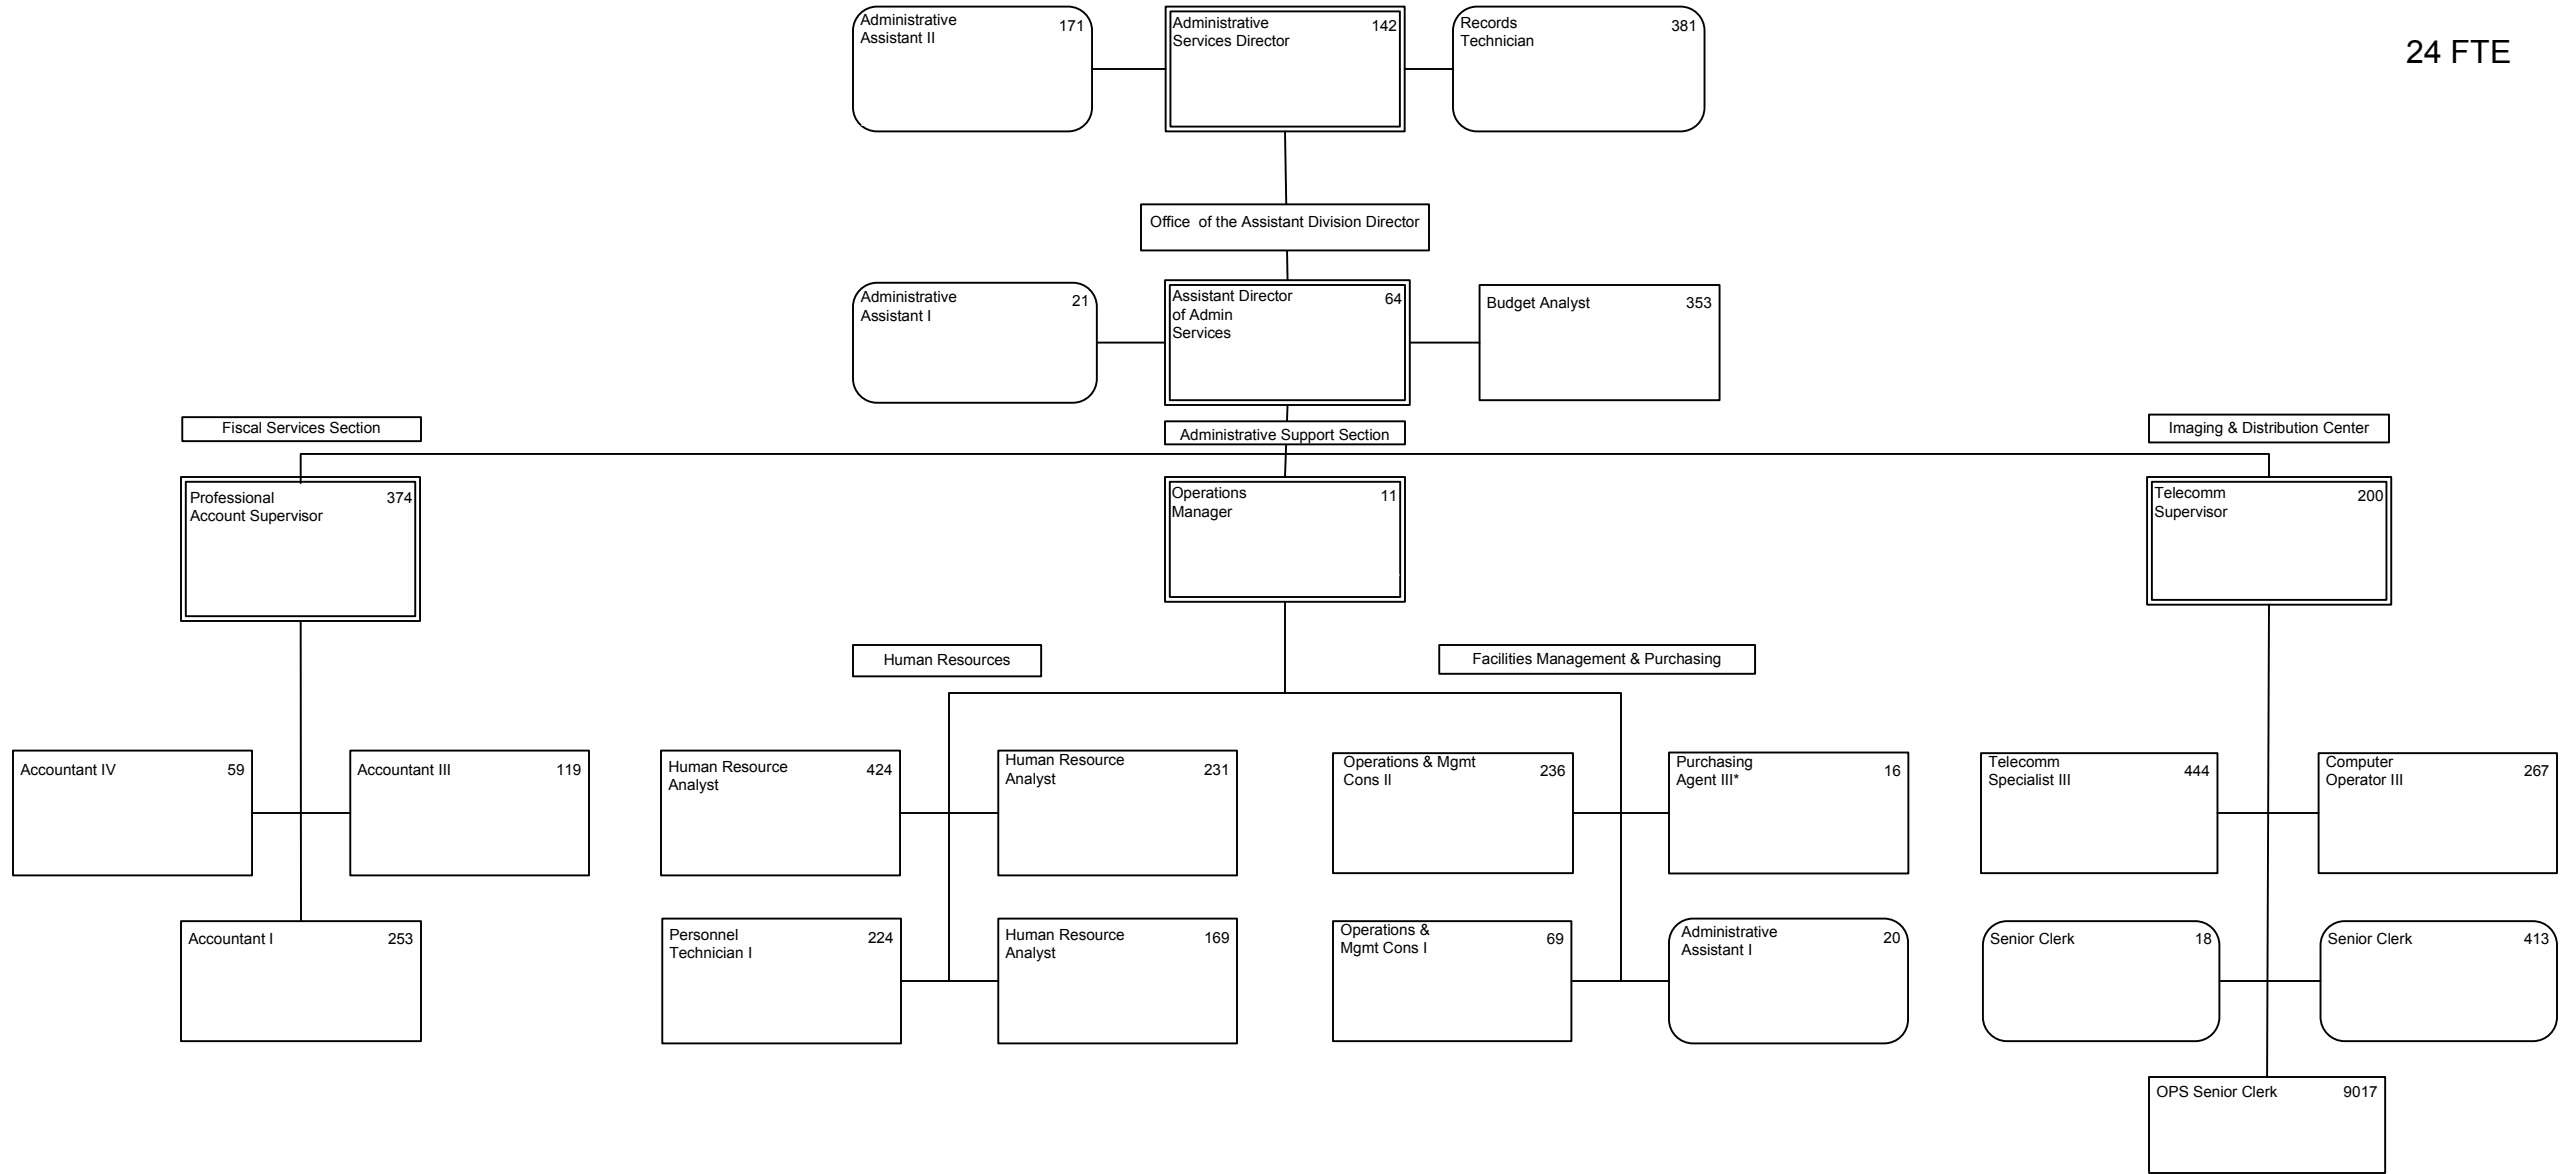 Administrative 171
Assistant II
Administrative 142
Services Director
Records 381
Technician
24 FTE
Office of the Assistant Division Director
Administrative 21
Assistant I
Assistant Director 64
of Admin
Services
Budget Analyst 353
Fiscal Services Section
Administrative Support Section
Imaging & Distribution Center
Professional 374
Account Supervisor
Operations 11
Manager
Telecomm 200
Supervisor
Human Resources
Facilities Management & Purchasing
Accountant IV 59
Accountant III 119
Human Resource 424
Analyst
Human Resource 231
Analyst
Operations & Mgmt 236
Cons II
Purchasing 16
Agent III*
Telecomm 444
Specialist III
Computer 267
Operator III
Accountant I 253
Personnel 224
Technician I
Human Resource 169
Analyst
Operations & 69
Mgmt Cons I
Administrative 20
Assistant I
Senior Clerk 18
Senior Clerk 413
OPS Senior Clerk 9017